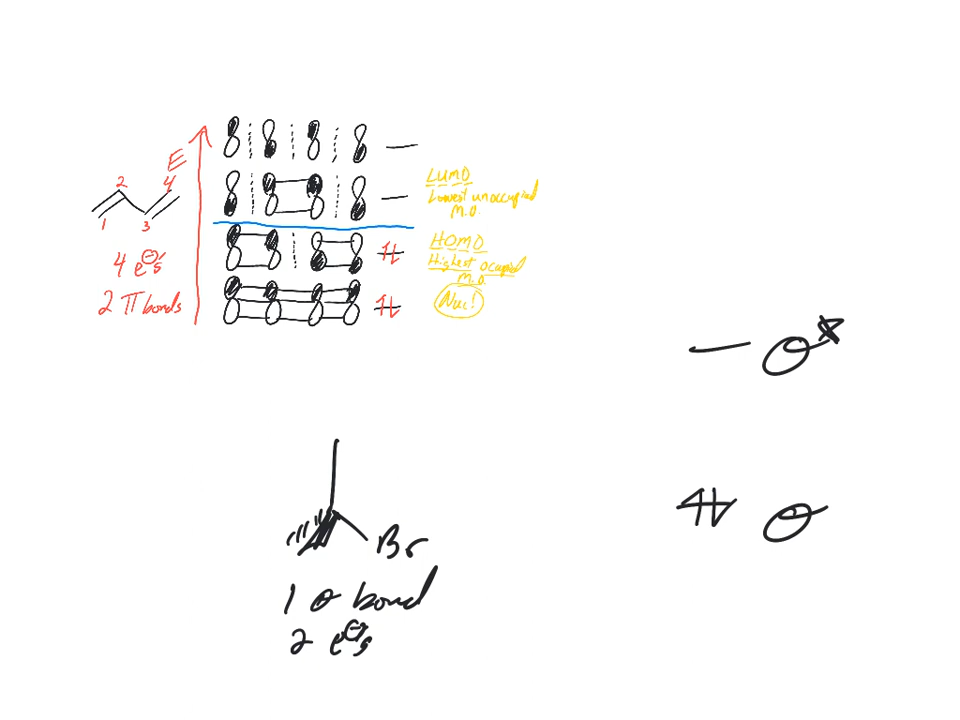 E
2
4
1
3
4 e⊖'s
2 π bonds
LUMO
Lowest unoccupied
M.O.
HOMO
Highest occupied
M.O.
Nuc!
σ*
σ
Br
1 σ bond
2 e⊖'s